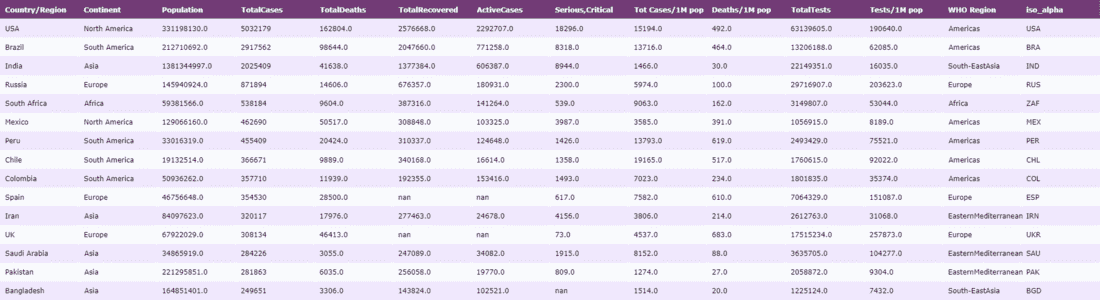 Country/Region Continent Population TotalCases TotalDeaths TotalRecovered ActiveCases Serious,Critical Tot Cases/1M pop Deaths/1M pop TotalTests Tests/1M pop WHO Region iso_alpha
USA North America 331198130.0 5032179 162804.0 2576668.0 2292707.0 18296.0 15194.0 492.0 63139605.0 190640.0 Americas USA
Brazil South America 212710692.0 2917562 98644.0 2047660.0 771258.0 8318.0 13716.0 464.0 13206188.0 62085.0 Americas BRA
India Asia 1381344997.0 2025409 41638.0 1377384.0 606387.0 8944.0 1466.0 30.0 22149351.0 16035.0 South-EastAsia IND
Russia Europe 145940924.0 871894 14606.0 676357.0 180931.0 2300.0 5974.0 100.0 29716907.0 203623.0 Europe RUS
South Africa Africa 59381566.0 538184 9604.0 387316.0 141264.0 539.0 9063.0 162.0 3149807.0 53044.0 Africa ZAF
Mexico North America 129066160.0 462690 50517.0 308848.0 103325.0 3987.0 3585.0 391.0 1056915.0 8189.0 Americas MEX
Peru South America 33016319.0 455409 20424.0 310337.0 124648.0 1426.0 13793.0 619.0 2493429.0 75521.0 Americas PER
Chile South America 19132514.0 366671 9889.0 340168.0 16614.0 1358.0 19165.0 517.0 1760615.0 92022.0 Americas CHL
Colombia South America 50936262.0 357710 11939.0 192355.0 153416.0 1493.0 7023.0 234.0 1801835.0 35374.0 Americas COL
Spain Europe 46756648.0 354530 28500.0 nan nan 617.0 7582.0 610.0 7064329.0 151087.0 Europe ESP
Iran Asia 84097623.0 320117 17976.0 277463.0 24678.0 4156.0 3806.0 214.0 2612763.0 31068.0 EasternMediterranean IRN
UK Europe 67922029.0 308134 46413.0 nan nan 73.0 4537.0 683.0 17515234.0 257873.0 Europe UKR
Saudi Arabia Asia 34865919.0 284226 3055.0 247089.0 34082.0 1915.0 8152.0 88.0 3635705.0 104277.0 EasternMediterranean SAU
Pakistan Asia 221295851.0 281863 6035.0 256058.0 19770.0 809.0 1274.0 27.0 2058872.0 9304.0 EasternMediterranean PAK
Bangladesh Asia 164851401.0 249651 3306.0 143824.0 102521.0 nan 1514.0 20.0 1225124.0 7432.0 South-EastAsia BGD